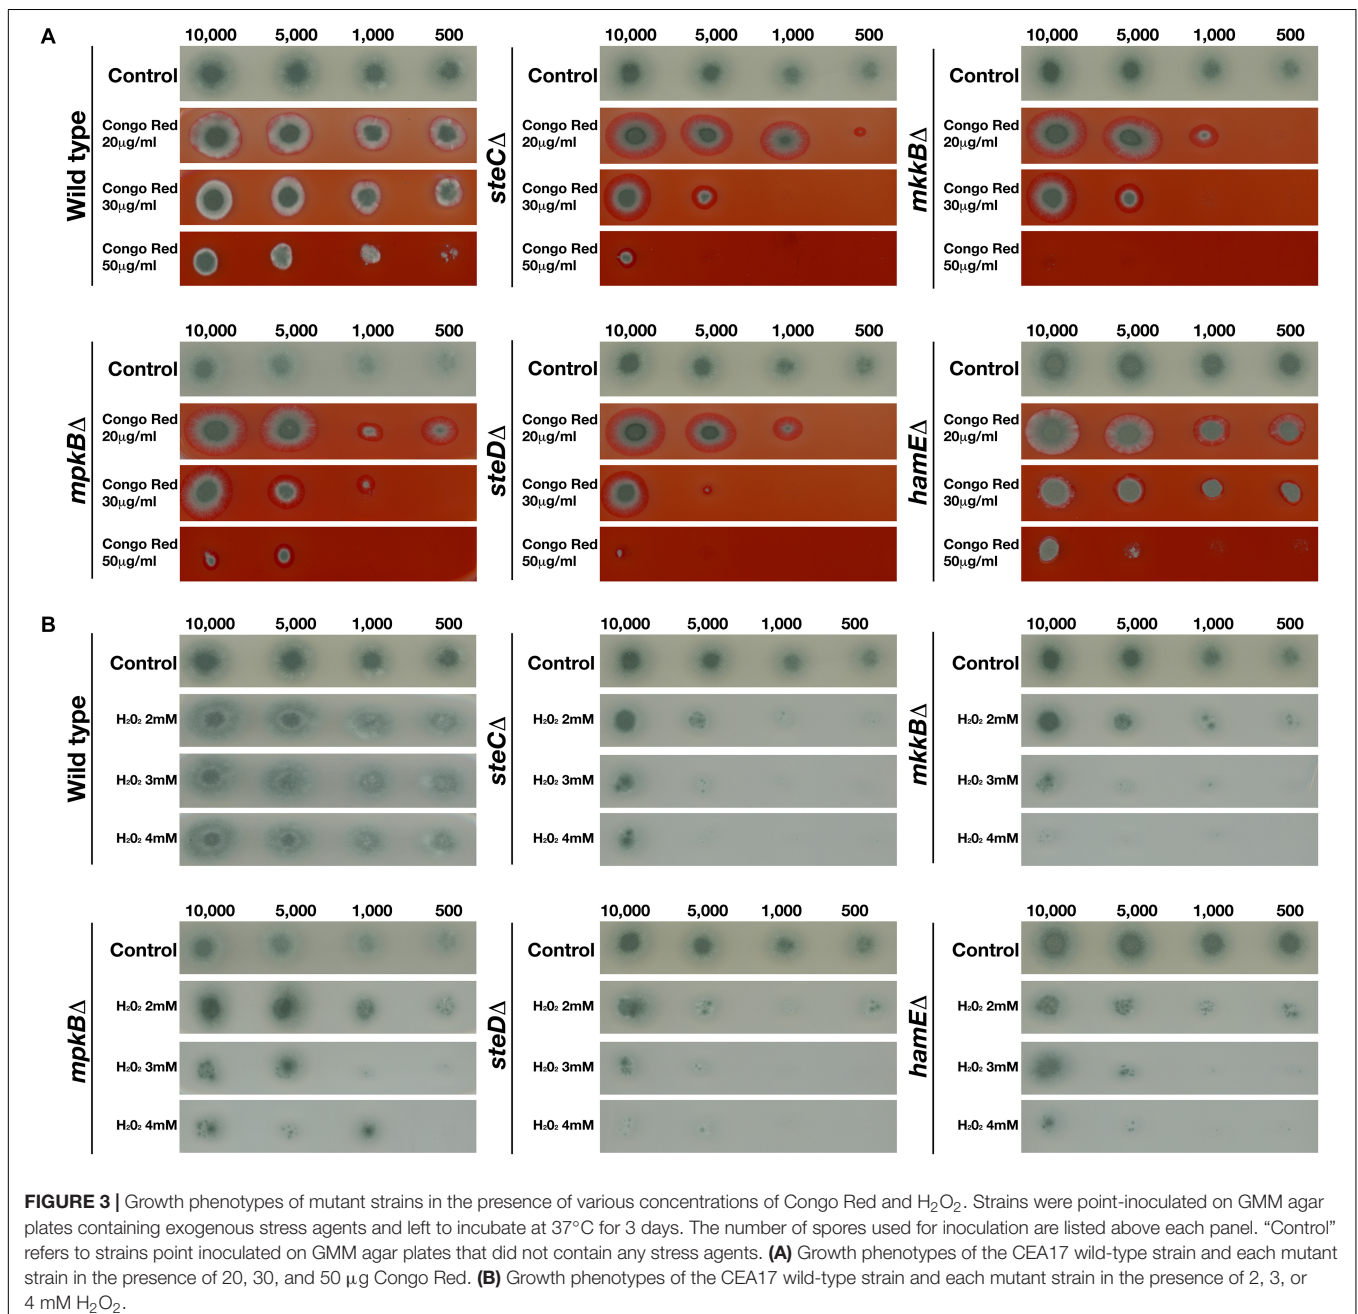 A
10,000 5,000 1,000 500
Wild type
Control
Congo Red
20μg/ml
Congo Red
30μg/ml
Congo Red
50μg/ml
10,000 5,000 1,000 500
steCΔ
Control
Congo Red
20μg/ml
Congo Red
30μg/ml
Congo Red
50μg/ml
10,000 5,000 1,000 500
mkkBΔ
Control
Congo Red
20μg/ml
Congo Red
30μg/ml
Congo Red
50μg/ml
10,000 5,000 1,000 500
mpkBΔ
Control
Congo Red
20μg/ml
Congo Red
30μg/ml
Congo Red
50μg/ml
10,000 5,000 1,000 500
steDΔ
Control
Congo Red
20μg/ml
Congo Red
30μg/ml
Congo Red
50μg/ml
10,000 5,000 1,000 500
hamEΔ
Control
Congo Red
20μg/ml
Congo Red
30μg/ml
Congo Red
50μg/ml
B
10,000 5,000 1,000 500
Wild type
Control
H₂O₂ 2mM
H₂O₂ 3mM
H₂O₂ 4mM
10,000 5,000 1,000 500
steCΔ
Control
H₂O₂ 2mM
H₂O₂ 3mM
H₂O₂ 4mM
10,000 5,000 1,000 500
mkkBΔ
Control
H₂O₂ 2mM
H₂O₂ 3mM
H₂O₂ 4mM
10,000 5,000 1,000 500
mpkBΔ
Control
H₂O₂ 2mM
H₂O₂ 3mM
H₂O₂ 4mM
10,000 5,000 1,000 500
steDΔ
Control
H₂O₂ 2mM
H₂O₂ 3mM
H₂O₂ 4mM
10,000 5,000 1,000 500
hamEΔ
Control
H₂O₂ 2mM
H₂O₂ 3mM
H₂O₂ 4mM
FIGURE 3 | Growth phenotypes of mutant strains in the presence of various concentrations of Congo Red and H₂O₂. Strains were point-inoculated on GMM agar
plates containing exogenous stress agents and left to incubate at 37°C for 3 days. The number of spores used for inoculation are listed above each panel. “Control”
refers to strains point inoculated on GMM agar plates that did not contain any stress agents. (A) Growth phenotypes of the CEA17 wild-type strain and each mutant
strain in the presence of 20, 30, and 50 μg Congo Red. (B) Growth phenotypes of the CEA17 wild-type strain and each mutant strain in the presence of 2, 3, or
4 mM H₂O₂.